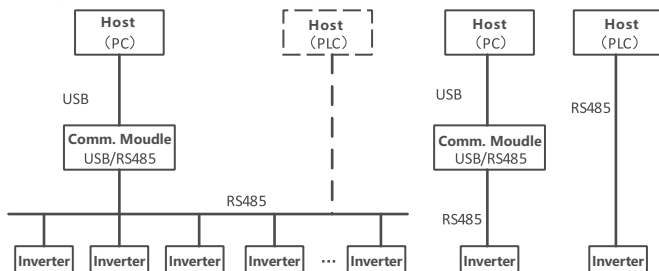 Host
(PC)
Host
(PLC)
Host
(PC)
Host
(PLC)
USB
USB
RS485
Comm. Moudle
USB/RS485
Comm. Moudle
USB/RS485
RS485
RS485
Inverter
Inverter
Inverter
Inverter
...
Inverter
Inverter
Inverter